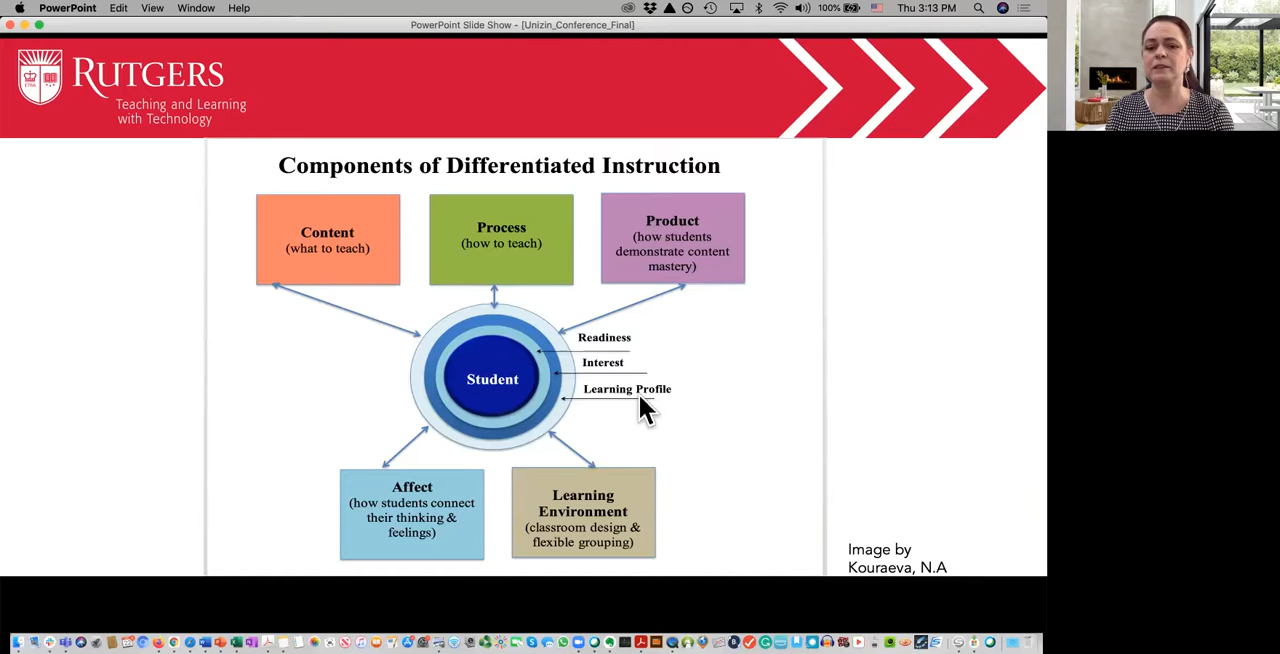 PowerPoint Edit View Window Help
100% Thu 3:13 PM
PowerPoint Slide Show - [Unizin_Conference_Final]
RUTGERS
Teaching and Learning
with Technology
Components of Differentiated Instruction
Content
(what to teach)
Process
(how to teach)
Product
(how students
demonstrate content
mastery)
Readiness
Interest
Learning Profile
Student
Affect
(how students connect
their thinking &
feelings)
Learning
Environment
(classroom design &
flexible grouping)
Image by
Kouraeva, N.A